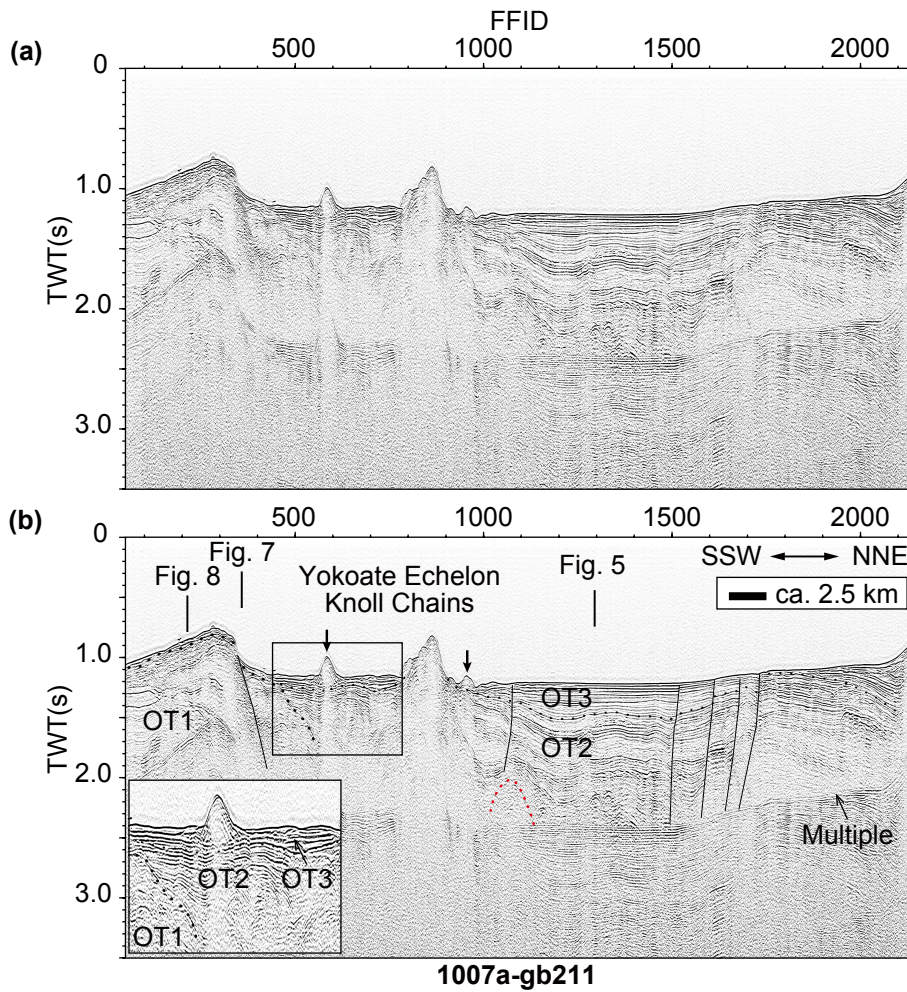 FFID
(a)
500 1000 1500 2000
0
1.0
2.0
3.0
TWT(s)
(b)
500 1000 1500 2000
0
1.0
2.0
3.0
TWT(s)
Fig. 8
Fig. 7
Yokoate Echelon
Knoll Chains
Fig. 5
SSW NNE
ca. 2.5 km
OT1
OT3
OT2
Multiple
OT2
OT3
OT1
1007a-gb211